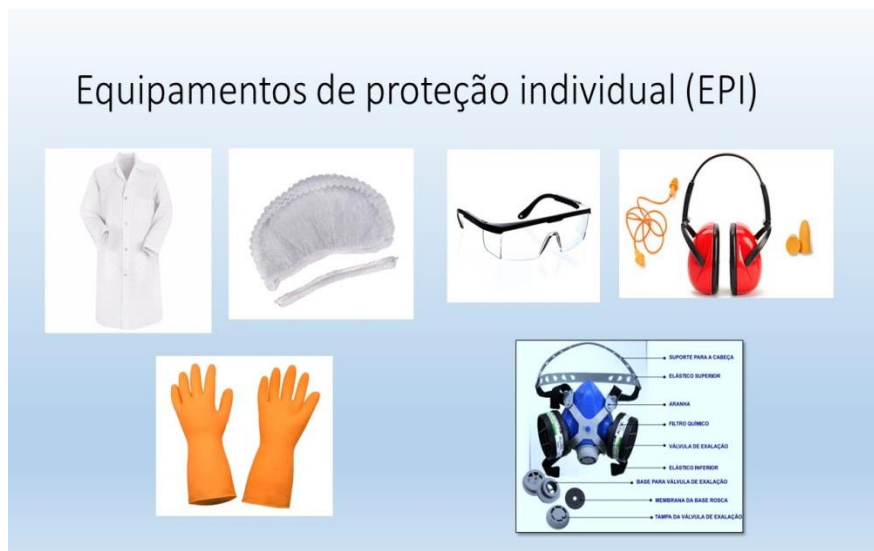 Equipamentos de proteção individual (EPI)
SUPORTE PARA A CABEÇA
ELÁSTICO SUPERIOR
ARANHA
FILTRO QUÍMICO
VÁLVULA DE EXALAÇÃO
ELÁSTICO INFERIOR
BASE PARA VÁLVULA DE EXALAÇÃO
MEMBRANA DA BASE ROSCA
TAMPA DA VÁLVULA DE EXALAÇÃO